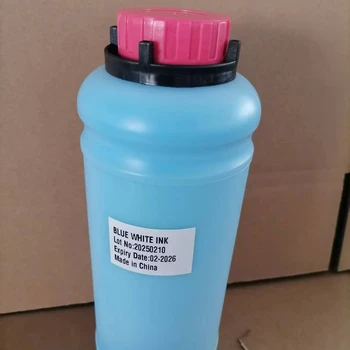 BLUE WHITE INK
Lot No:20250210
Expiry Date:02-2026
Made in China